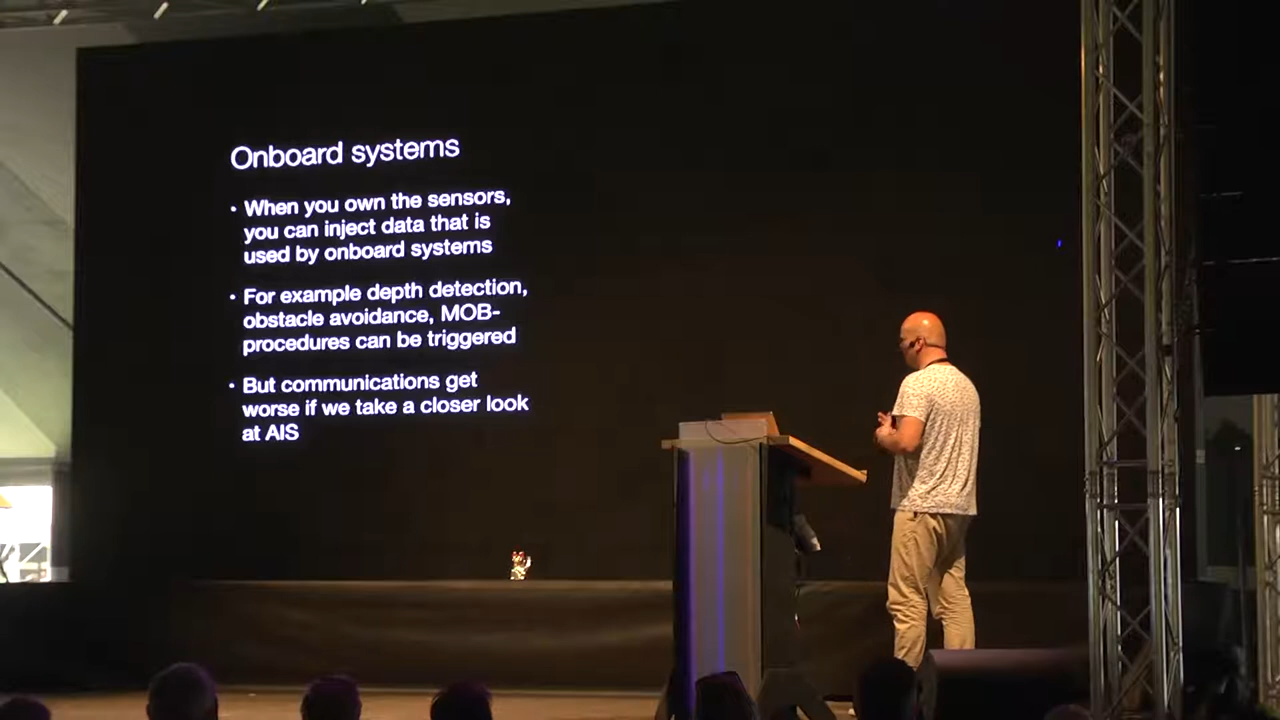 Onboard systems
• When you own the sensors,
you can inject data that is
used by onboard systems
• For example depth detection,
obstacle avoidance, MOB-
procedures can be triggered
• But communications get
worse if we take a closer look
at AIS